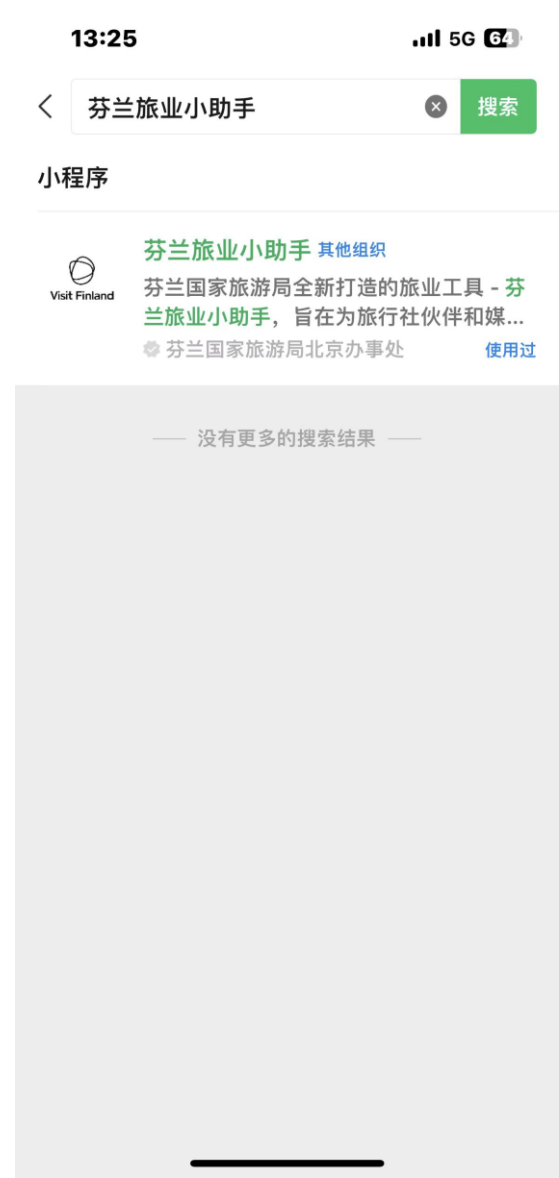 13:25
5G 64
芬兰旅业小助手
搜索
小程序
芬兰旅业小助手 其他组织
Visit Finland
芬兰国家旅游局全新打造的旅业工具 - 芬
兰旅业小助手，旨在为旅行社伙伴和媒...
芬兰国家旅游局北京办事处
使用过
没有更多的搜索结果